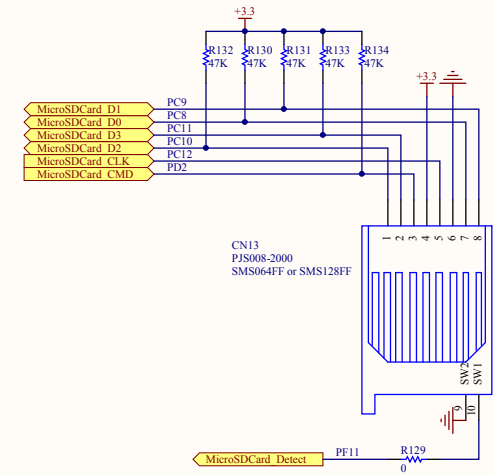 +3.3
R132 R130 R131 R133 R134
47K 47K 47K 47K 47K
+3.3
MicroSDCard_D1 PC9
MicroSDCard_D0 PC8
MicroSDCard_D3 PC11
MicroSDCard_D2 PC10
MicroSDCard_CLK PC12
MicroSDCard_CMD PD2
1 2 3 4 5 6 7 8
CN13
PJS008-2000
SMS064FF or SMS128FF
SW2 SW1
9 10
MicroSDCard_Detect PF11 R129
0